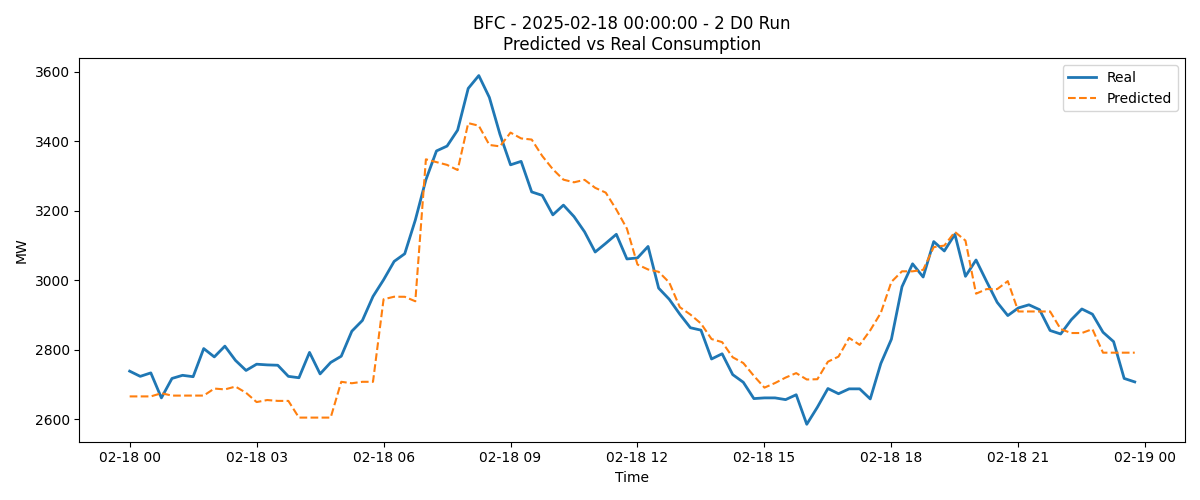 BFC - 2025-02-18 00:00:00 - 2 D0 Run
Predicted vs Real Consumption
Real
Predicted
MW
3600
3400
3200
3000
2800
2600
02-18 00
02-18 03
02-18 06
02-18 09
02-18 12
02-18 15
02-18 18
02-18 21
02-19 00
Time